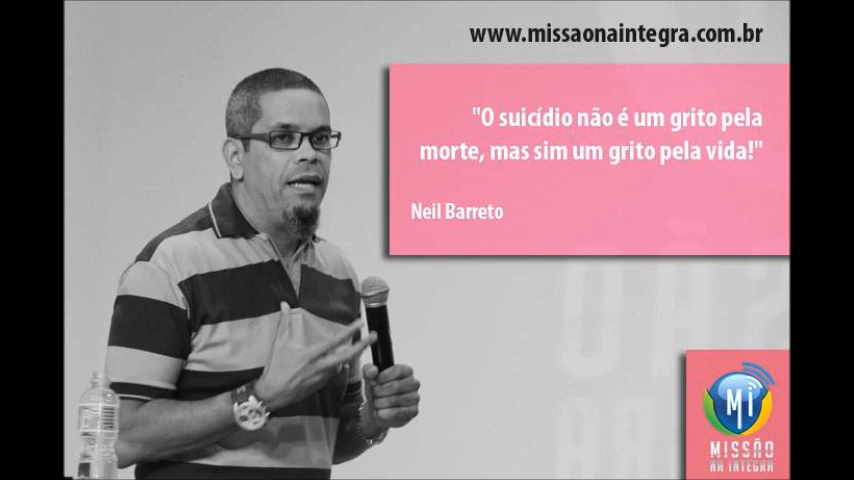 www.missaonaintegra.com.br
"O suicídio não é um grito pela
morte, mas sim um grito pela vida!"
Neil Barreto
Mi
MISSÃO
NA INTEGRA